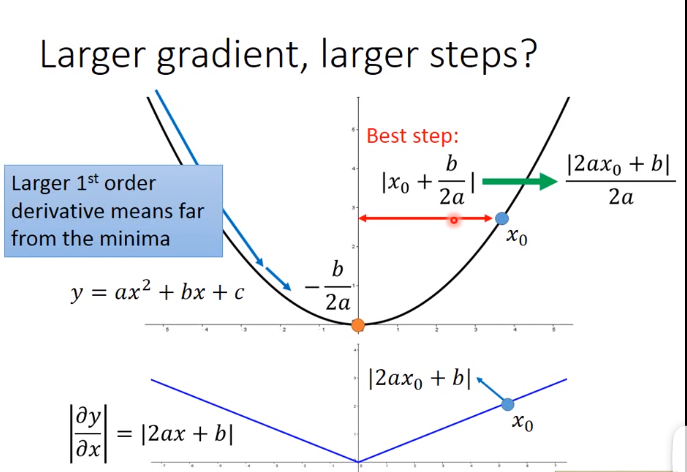 Larger gradient, larger steps?
Best step:
|x₀ + b/2a|
|2ax₀ + b|/2a
Larger 1st order
derivative means far
from the minima
x₀
y = ax² + bx + c
−b/2a
|∂y/∂x| = |2ax + b|
|2ax₀ + b|
x₀